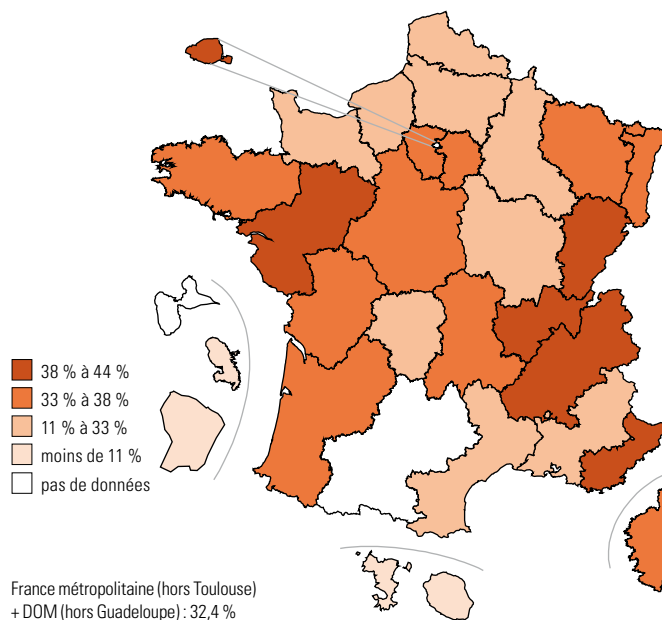 38 % à 44 %
33 % à 38 %
11 % à 33 %
moins de 11 %
pas de données
France métropolitaine (hors Toulouse)
+ DOM (hors Guadeloupe) : 32,4 %